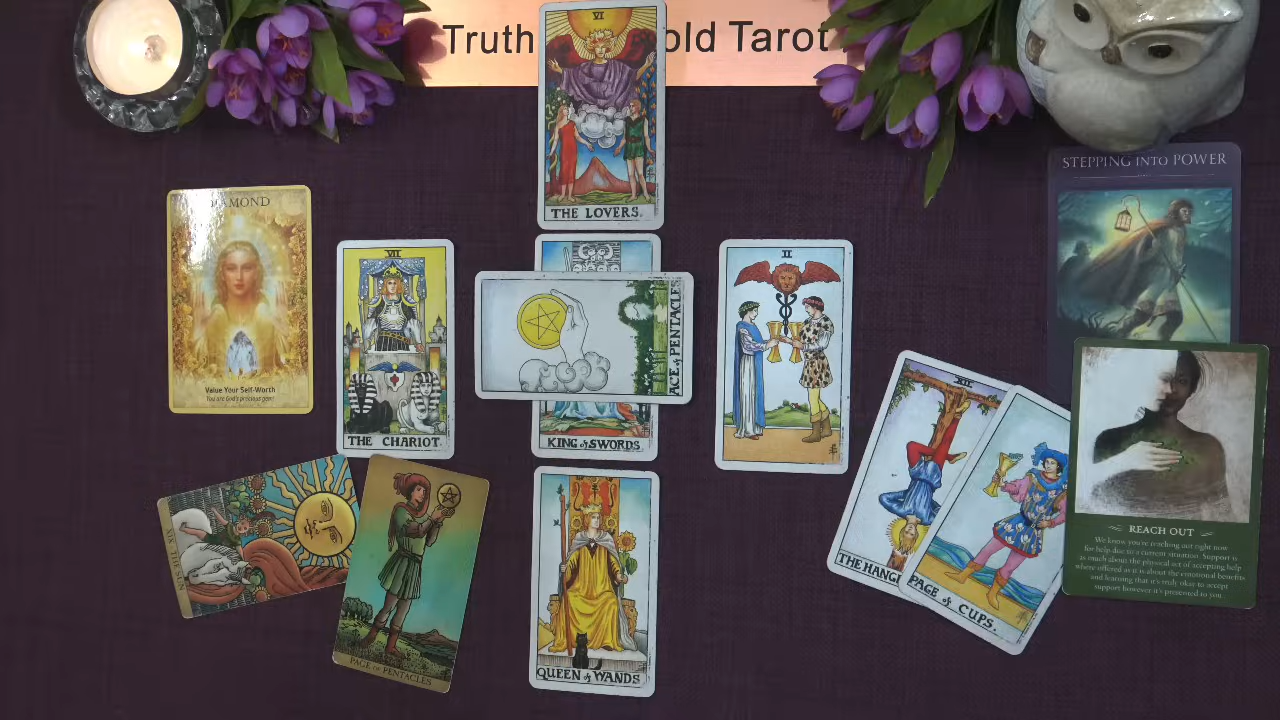 Truth old Tarot
VI
THE LOVERS.
STEPPING INTO POWER
AMOND
Value Your Self-Worth
You are God's precious gem
VII
THE CHARIOT.
ACE of PENTACLES
KING of SWORDS
II
XII
THE HANG
PAGE of CUPS.
REACH OUT
We know you're reaching out right now
for help due to a current situation. Support is
as much about the physical act of accepting help
where offered as it is about the emotional benefits
and learning that it's truly okay to accept
support however it's presented to you
XIX THE SUN
PAGE OF PENTACLES
QUEEN of WANDS